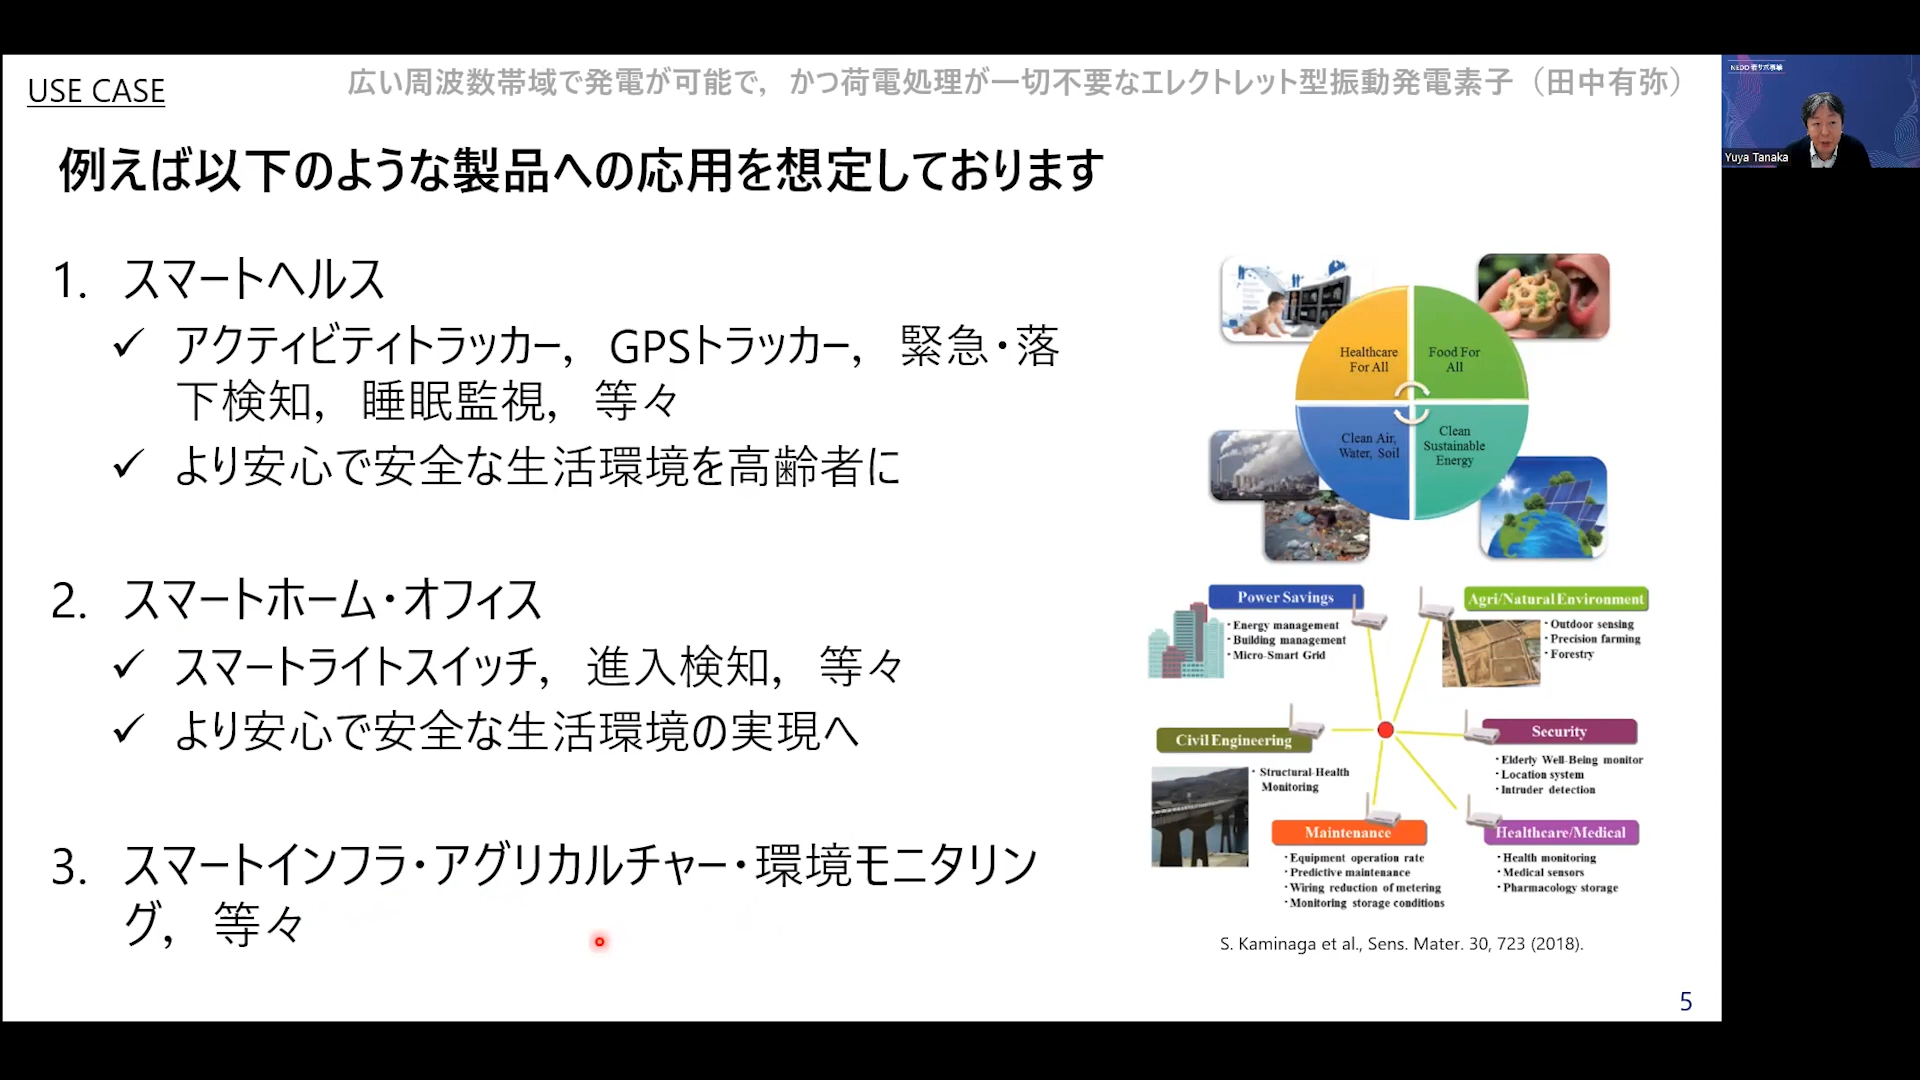 USE CASE
広い周波数帯域で発電が可能で，かつ荷電処理が一切不要なエレクトレット型振動発電素子（田中有弥）
例えば以下のような製品への応用を想定しております
1. スマートヘルス
✓ アクティビティトラッカー，GPSトラッカー，緊急・落
下検知，睡眠監視，等々
✓ より安心で安全な生活環境を高齢者に
2. スマートホーム・オフィス
✓ スマートライトスイッチ，進入検知，等々
✓ より安心で安全な生活環境の実現へ
3. スマートインフラ・アグリカルチャー・環境モニタリン
グ，等々
Healthcare
For All
Food For
All
Clean Air,
Water, Soil
Clean
Sustainable
Energy
Power Savings
・Energy management
・Building management
・Micro-Smart Grid
Agri/Natural Environment
・Outdoor sensing
・Precision farming
・Forestry
Civil Engineering
・Structural-Health
Monitoring
Security
・Elderly Well-Being monitor
・Location system
・Intruder detection
Maintenance
・Equipment operation rate
・Predictive maintenance
・Wiring reduction of metering
・Monitoring storage conditions
Healthcare/Medical
・Health monitoring
・Medical sensors
・Pharmacology storage
S. Kaminaga et al., Sens. Mater. 30, 723 (2018).
5
NEDO 若サポ事業
Yuya Tanaka